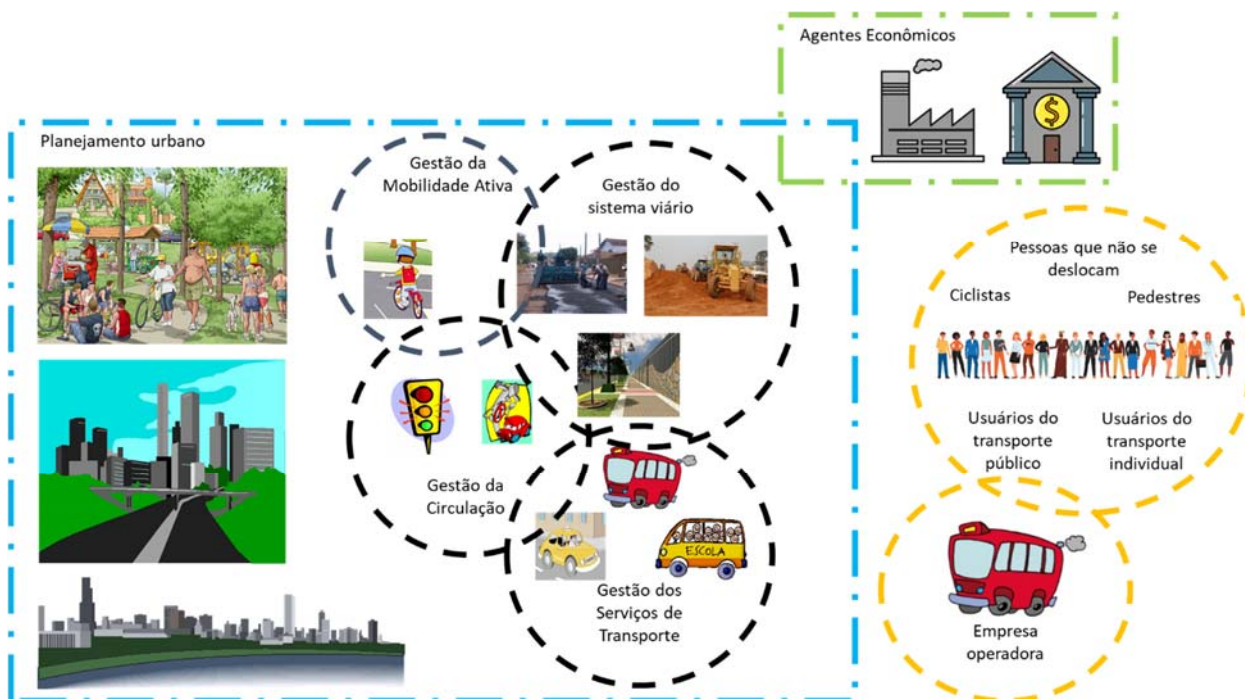 Agentes Econômicos
Planejamento urbano
Gestão da
Mobilidade Ativa
Gestão do
sistema viário
Gestão da
Circulação
ESCOLA
Gestão dos
Serviços de
Transporte
Pessoas que não se
deslocam
Ciclistas
Pedestres
Usuários do
transporte
público
Usuários do
transporte
individual
Empresa
operadora